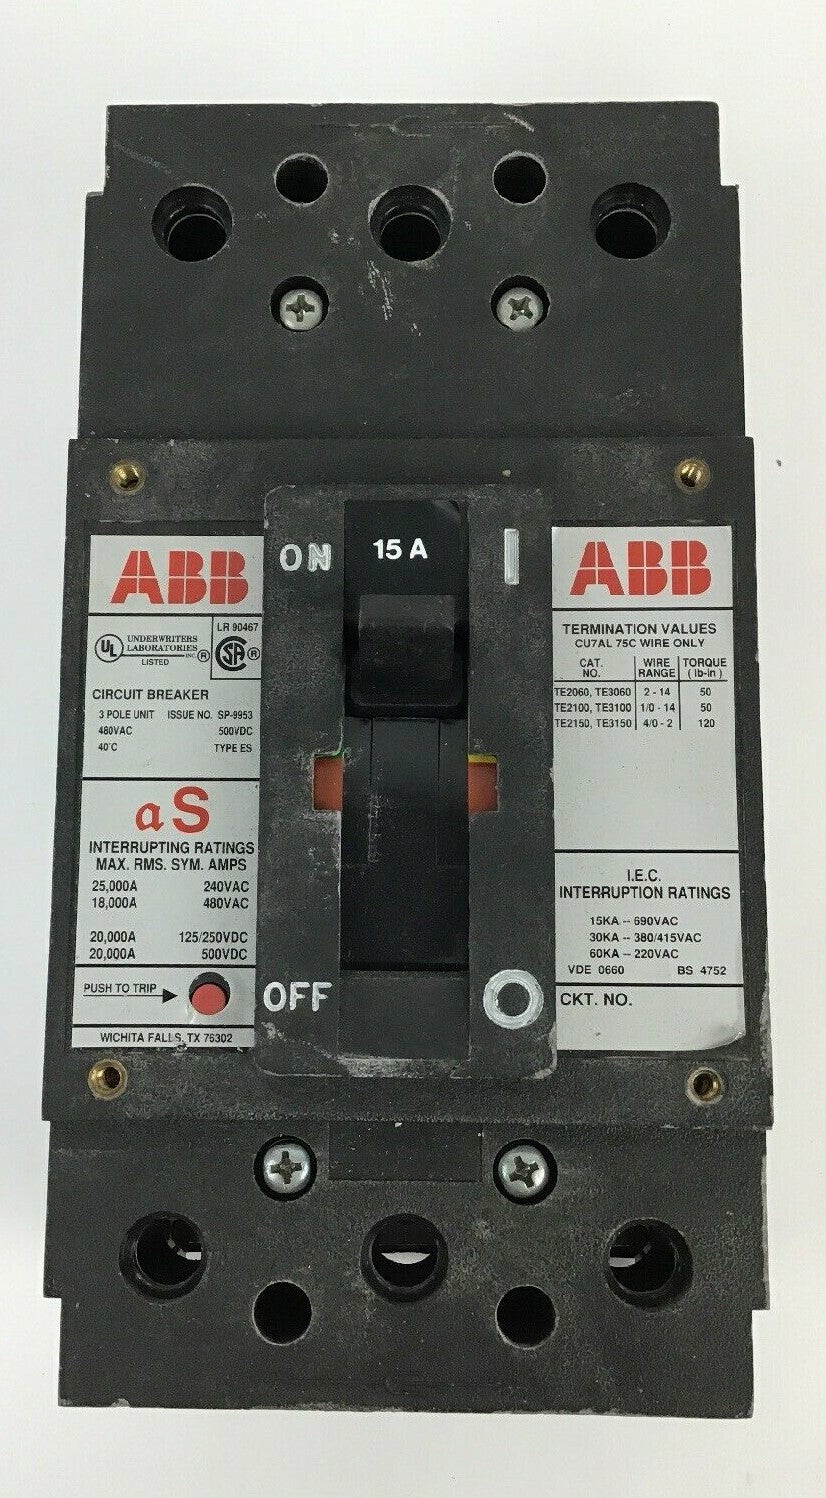 ON
15 A
OFF
ABB
UL
UNDERWRITERS
LABORATORIES
INC.
LISTED
®
LR 90467
SA ®
CIRCUIT BREAKER
3 POLE UNIT ISSUE NO. SP-9953
480VAC 500VDC
40°C TYPE ES
aS
INTERRUPTING RATINGS
MAX. RMS. SYM. AMPS
25,000A 240VAC
18,000A 480VAC
20,000A 125/250VDC
20,000A 500VDC
PUSH TO TRIP
WICHITA FALLS, TX 76302
ABB
TERMINATION VALUES
CU7AL 75C WIRE ONLY
CAT. NO. WIRE RANGE TORQUE (lb-in)
TE2060, TE3060 2 - 14 50
TE2100, TE3100 1/0 - 14 50
TE2150, TE3150 4/0 - 2 120
I.E.C.
INTERRUPTION RATINGS
15KA -- 690VAC
30KA -- 380/415VAC
60KA -- 220VAC
VDE 0660 BS 4752
CKT. NO.